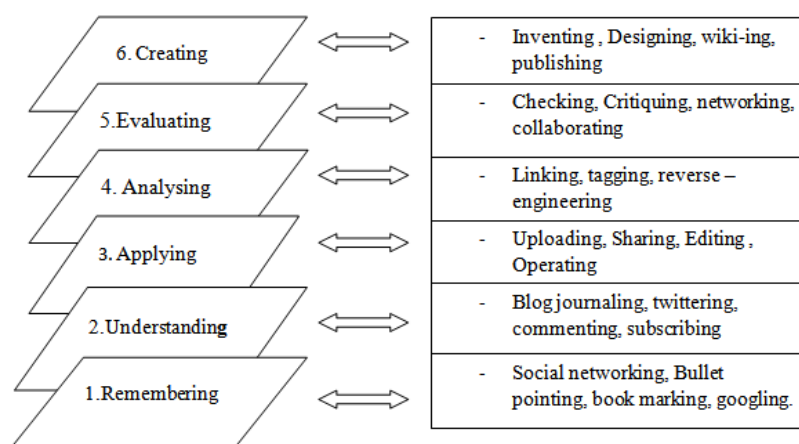 6. Creating
- Inventing , Designing, wiki-ing,
publishing
5.Evaluating
- Checking, Critiquing, networking,
collaborating
4. Analysing
- Linking, tagging, reverse –
engineering
3. Applying
- Uploading, Sharing, Editing ,
Operating
2.Understanding
- Blog journaling, twittering,
commenting, subscribing
1.Remembering
- Social networking, Bullet
pointing, book marking, googling.